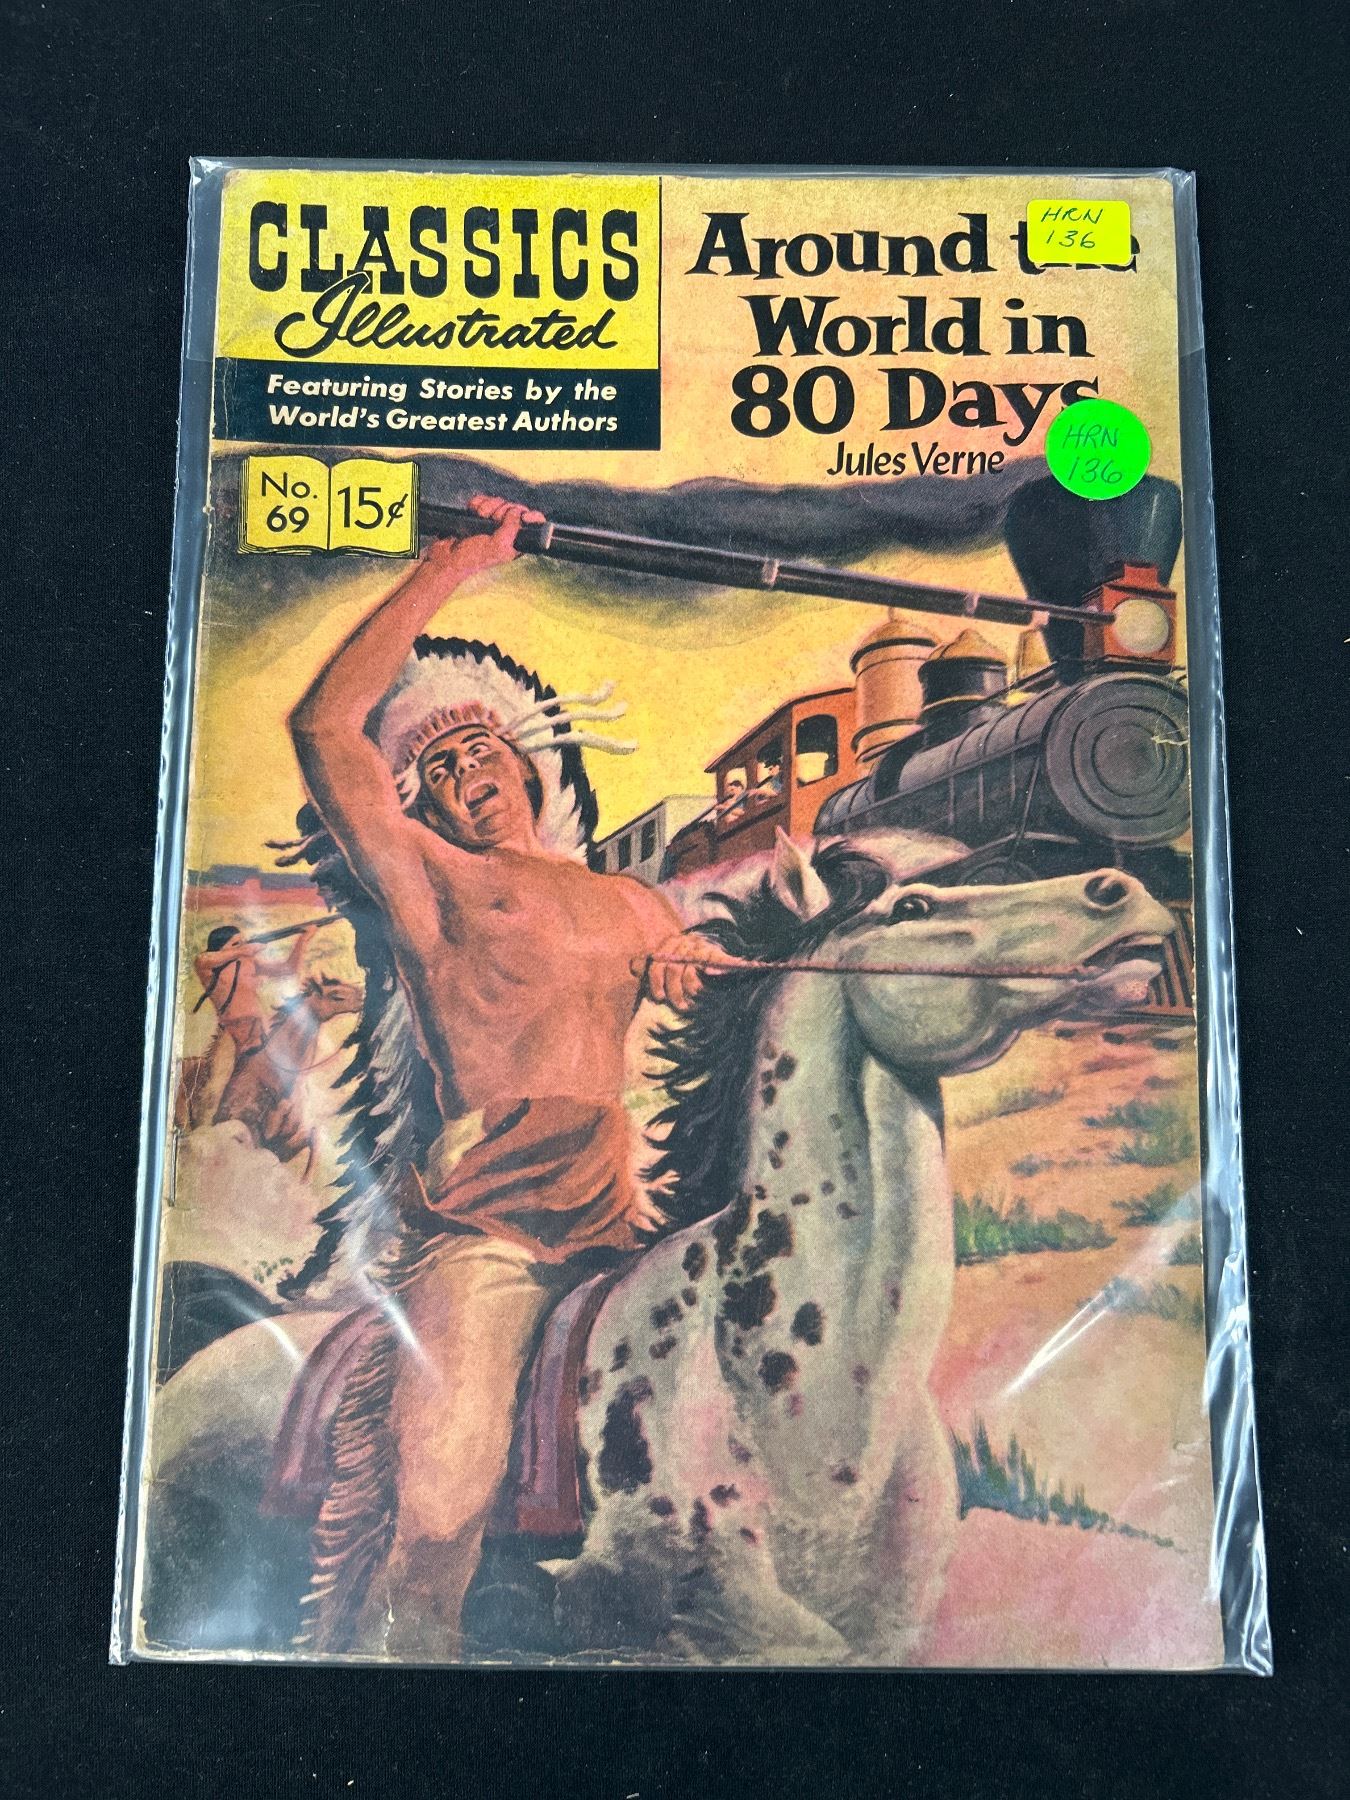 CLASSICS
Illustrated
Featuring Stories by the
World's Greatest Authors
No.
69
15¢
Around the
World in
80 Days
Jules Verne
HRN
136
HRN
136